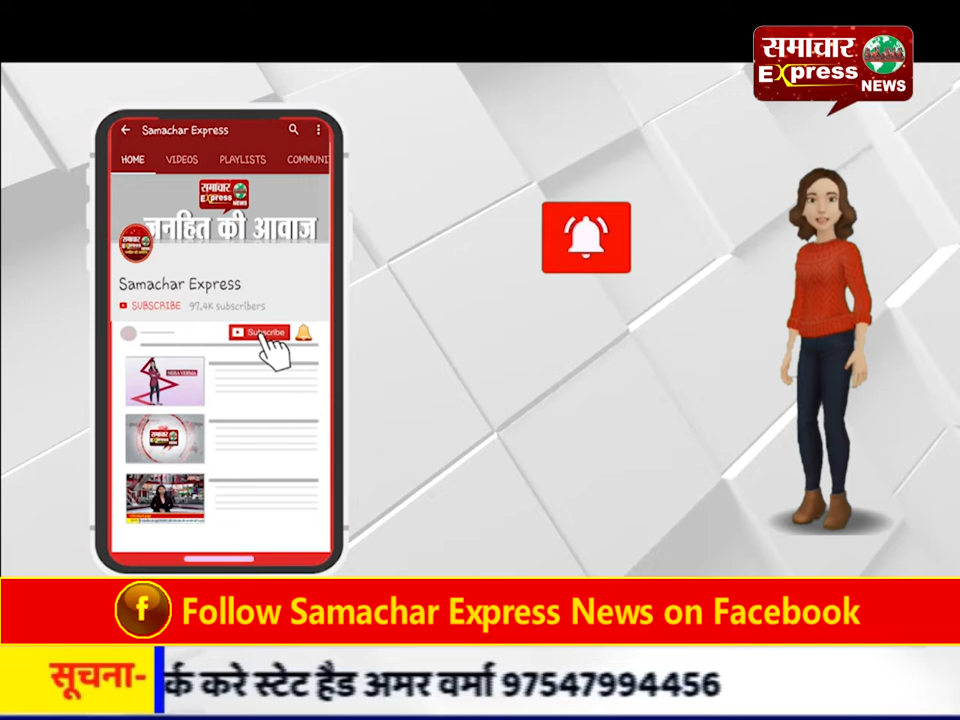 समाचार
Express
NEWS
Samachar Express
HOME VIDEOS PLAYLISTS COMMUNI
समाचार
Express
NEWS
जनहित की आवाज
Samachar Express
SUBSCRIBE 97.4K subscribers
Subscribe
Follow Samachar Express News on Facebook
सूचना- र्क करे स्टेट हैड अमर वर्मा 97547994456